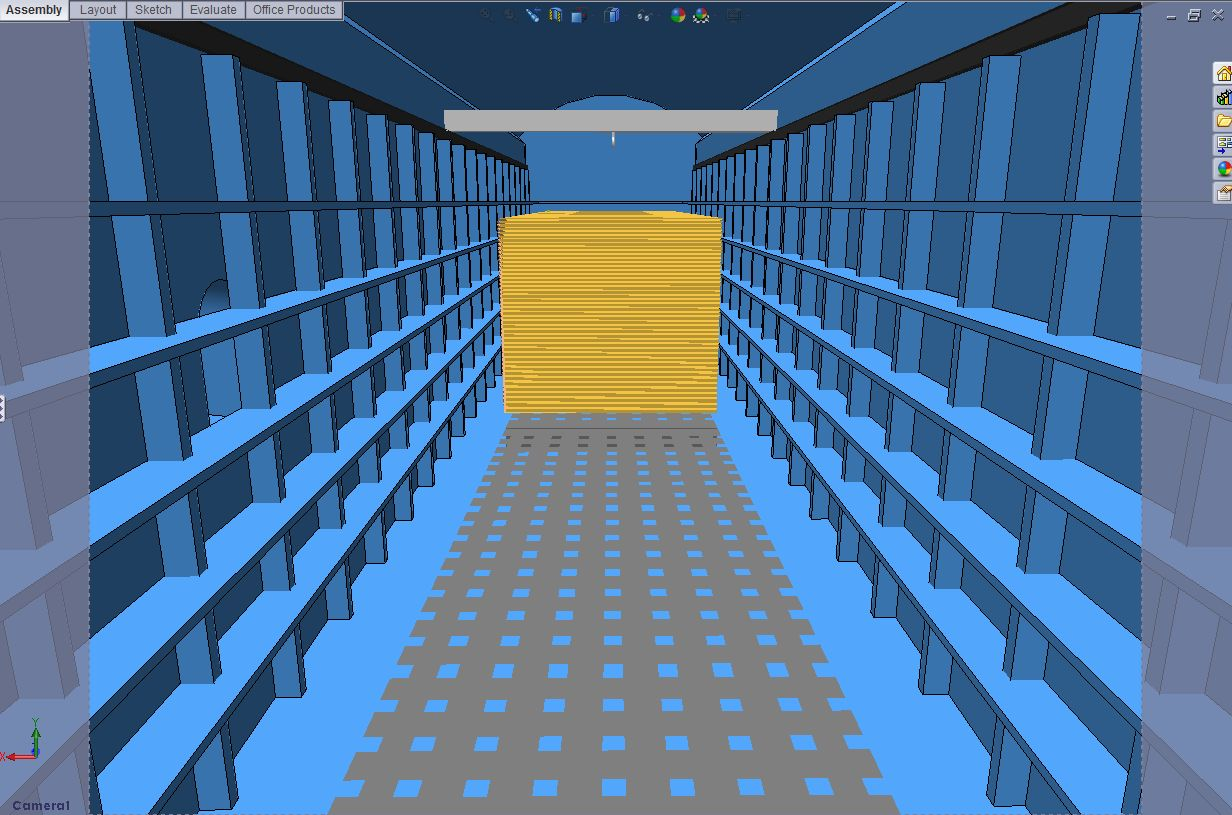 Assembly Layout Sketch Evaluate Office Products
Y
X
Camera1